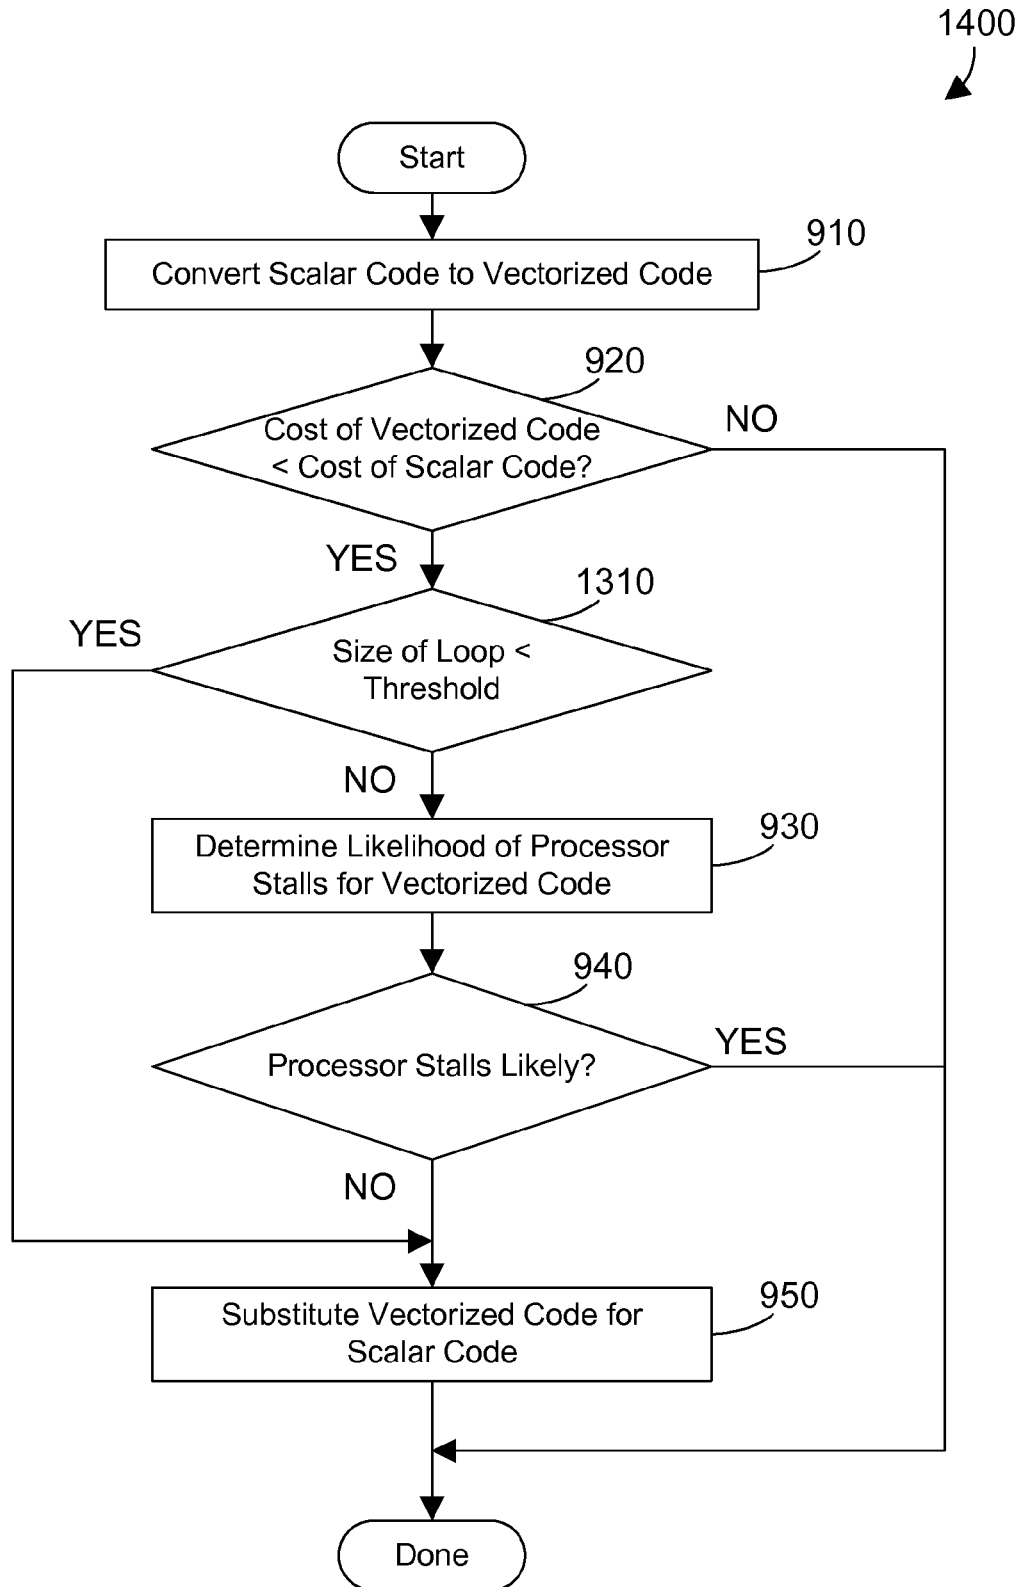 1400
Start
910
Convert Scalar Code to Vectorized Code
920
Cost of Vectorized Code
< Cost of Scalar Code?
NO
YES
1310
YES
Size of Loop <
Threshold
NO
930
Determine Likelihood of Processor
Stalls for Vectorized Code
940
Processor Stalls Likely?
YES
NO
950
Substitute Vectorized Code for
Scalar Code
Done